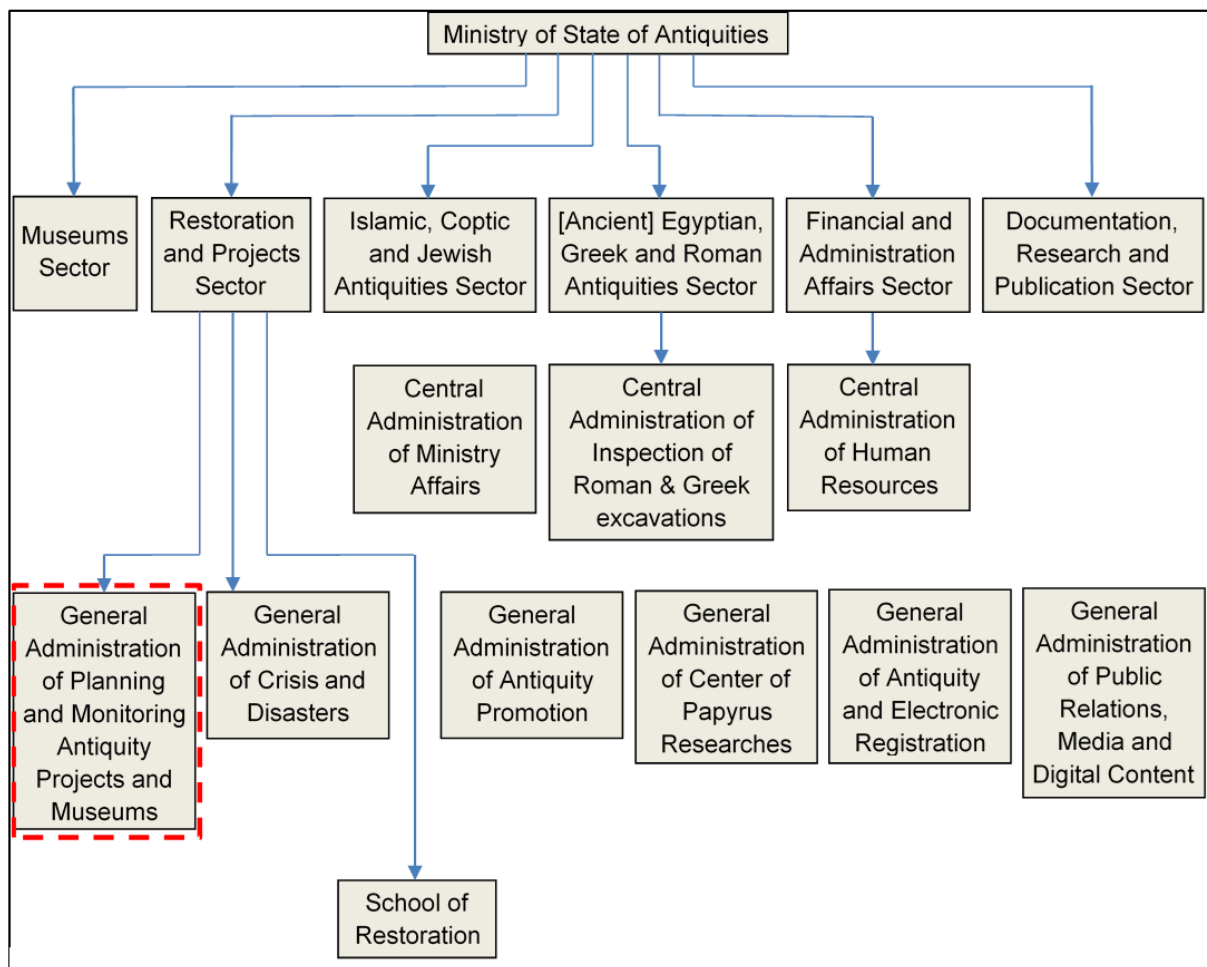 Ministry of State of Antiquities
Museums
Sector
Restoration
and Projects
Sector
Islamic, Coptic
and Jewish
Antiquities Sector
[Ancient] Egyptian,
Greek and Roman
Antiquities Sector
Financial and
Administration
Affairs Sector
Documentation,
Research and
Publication Sector
Central
Administration
of Ministry
Affairs
Central
Administration of
Inspection of
Roman & Greek
excavations
Central
Administration
of Human
Resources
General
Administration
of Planning
and Monitoring
Antiquity
Projects and
Museums
General
Administration
of Crisis and
Disasters
General
Administration
of Antiquity
Promotion
General
Administration
of Center of
Papyrus
Researches
General
Administration
of Antiquity
and Electronic
Registration
General
Administration
of Public
Relations,
Media and
Digital Content
School of
Restoration